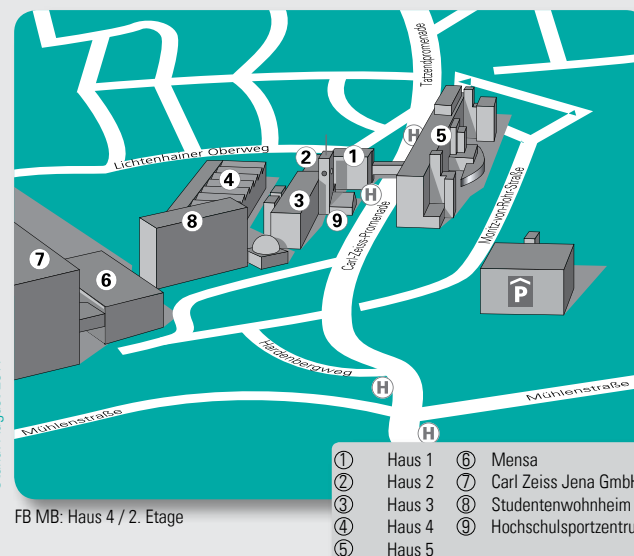 Tatzendpromenade
H
5
Lichtenhainer Oberweg
2
1
4
3
H
8
9
Carl-Zeiss-Promenade
Moritz-von-Rohr-Straße
7
6
P
Hardenbergweg
H
Mühlenstraße
Mühlenstraße
H
① Haus 1 ⑥ Mensa
② Haus 2 ⑦ Carl Zeiss Jena GmbH
③ Haus 3 ⑧ Studentenwohnheim
④ Haus 4 ⑨ Hochschulsportzentru
⑤ Haus 5
FB MB: Haus 4 / 2. Etage